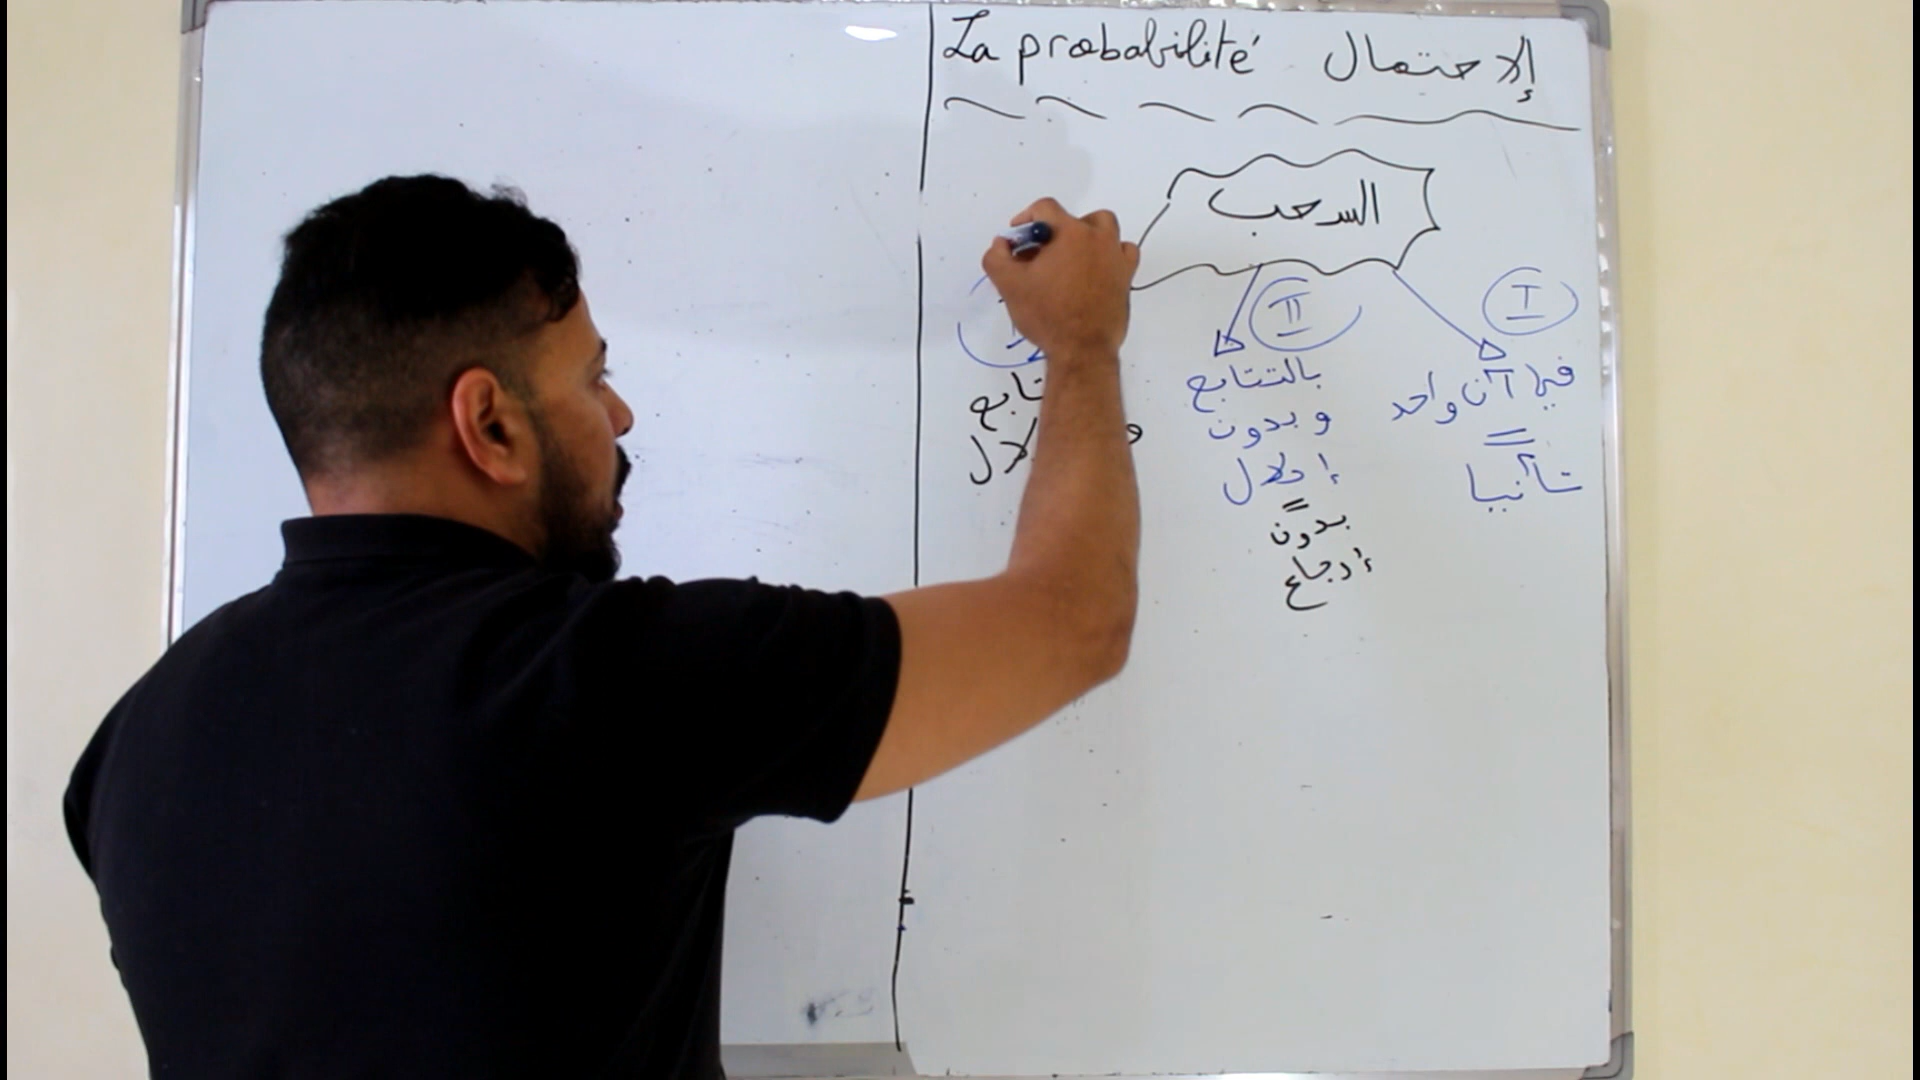 La probabilité الإحتمال
السحب
I
في آن واحد
=
تآنيا
II
بالتتابع
و بدون
إحلال
=
بدون
إرجاع